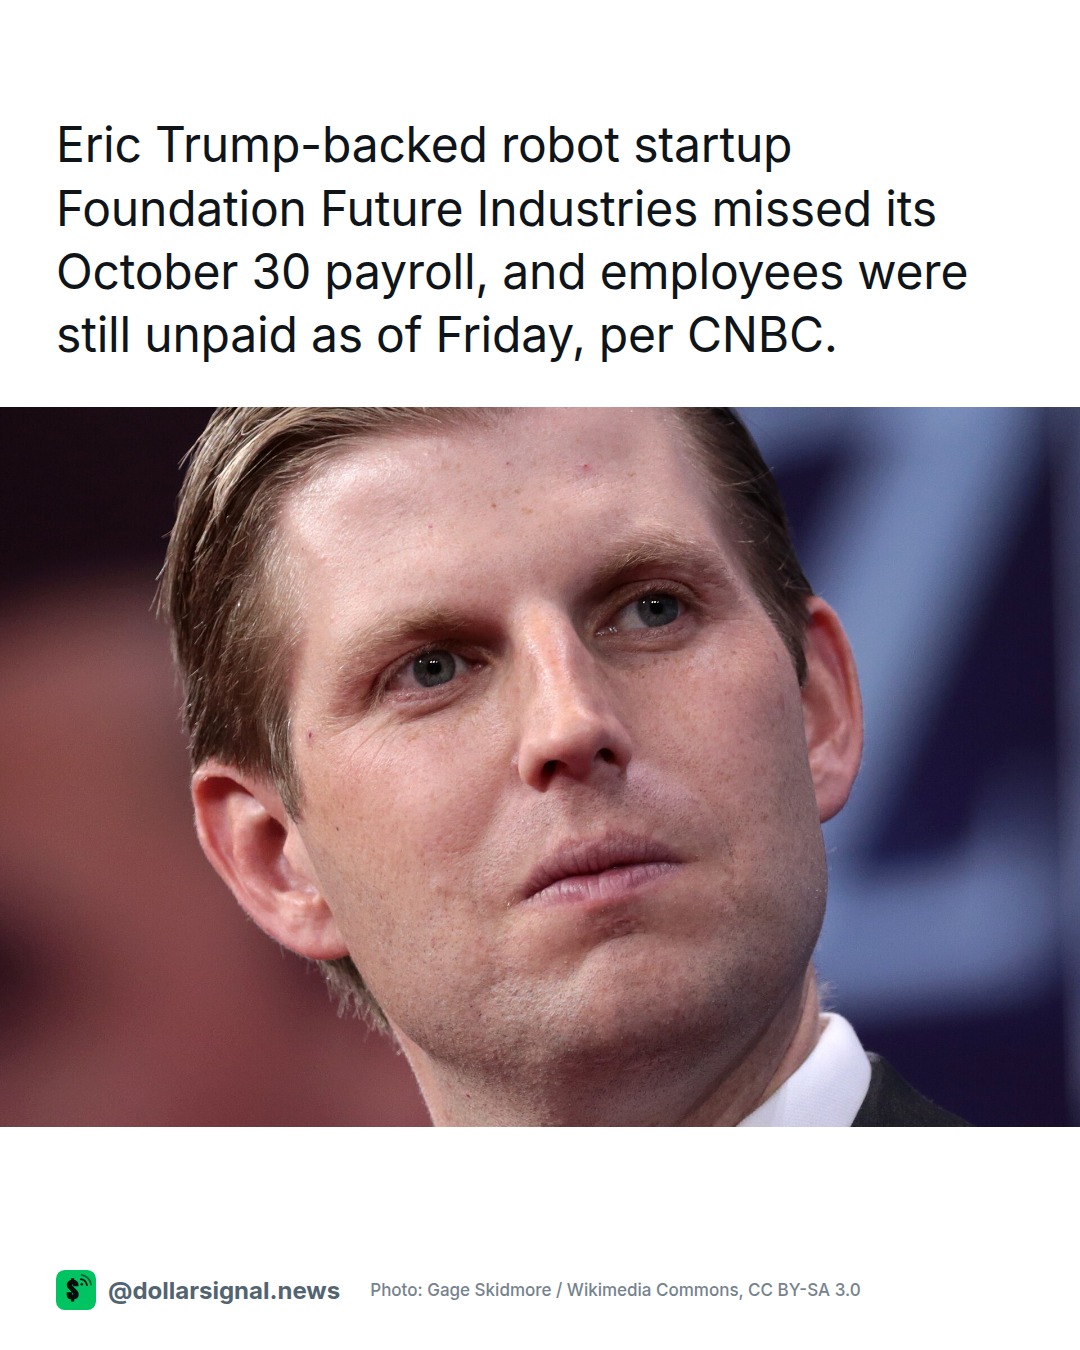 Eric Trump-backed robot startup
Foundation Future Industries missed its
October 30 payroll, and employees were
still unpaid as of Friday, per CNBC.
$
@dollarsignal.news
Photo: Gage Skidmore / Wikimedia Commons, CC BY-SA 3.0